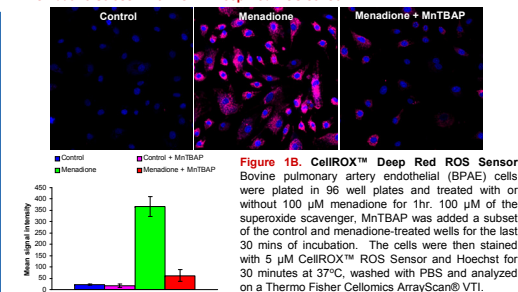 Control
Menadione
Menadione + MnTBAP
Control
Control + MnTBAP
Menadione
Menadione + MnTBAP
450
400
350
300
250
200
150
100
50
0
Mean signal intensity
Figure 1B. CellROX™ Deep Red ROS Sensor
Bovine pulmonary artery endothelial (BPAE) cells
were plated in 96 well plates and treated with or
without 100 µM menadione for 1hr. 100 µM of the
superoxide scavenger, MnTBAP was added a subset
of the control and menadione-treated wells for the last
30 mins of incubation. The cells were then stained
with 5 µM CellROX™ ROS Sensor and Hoechst for
30 minutes at 37ºC, washed with PBS and analyzed
on a Thermo Fisher Cellomics ArrayScan® VTI.